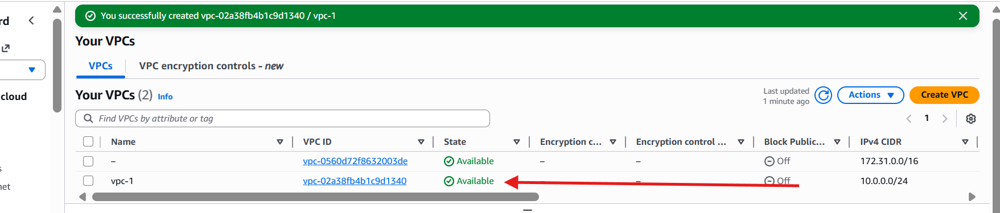 You successfully created vpc-02a38fb4b1c9d1340 / vpc-1
rd
Your VPCs
VPCs
VPC encryption controls - new
cloud
Your VPCs (2) Info
Last updated
1 minute ago
Actions
Create VPC
Find VPCs by attribute or tag
1
Name VPC ID State Encryption c... Encryption control ... Block Public... IPv4 CIDR
– vpc-0560d72f8632003de Available – – Off 172.31.0.0/16
s
vpc-1 vpc-02a38fb4b1c9d1340 Available – – Off 10.0.0.0/24
net